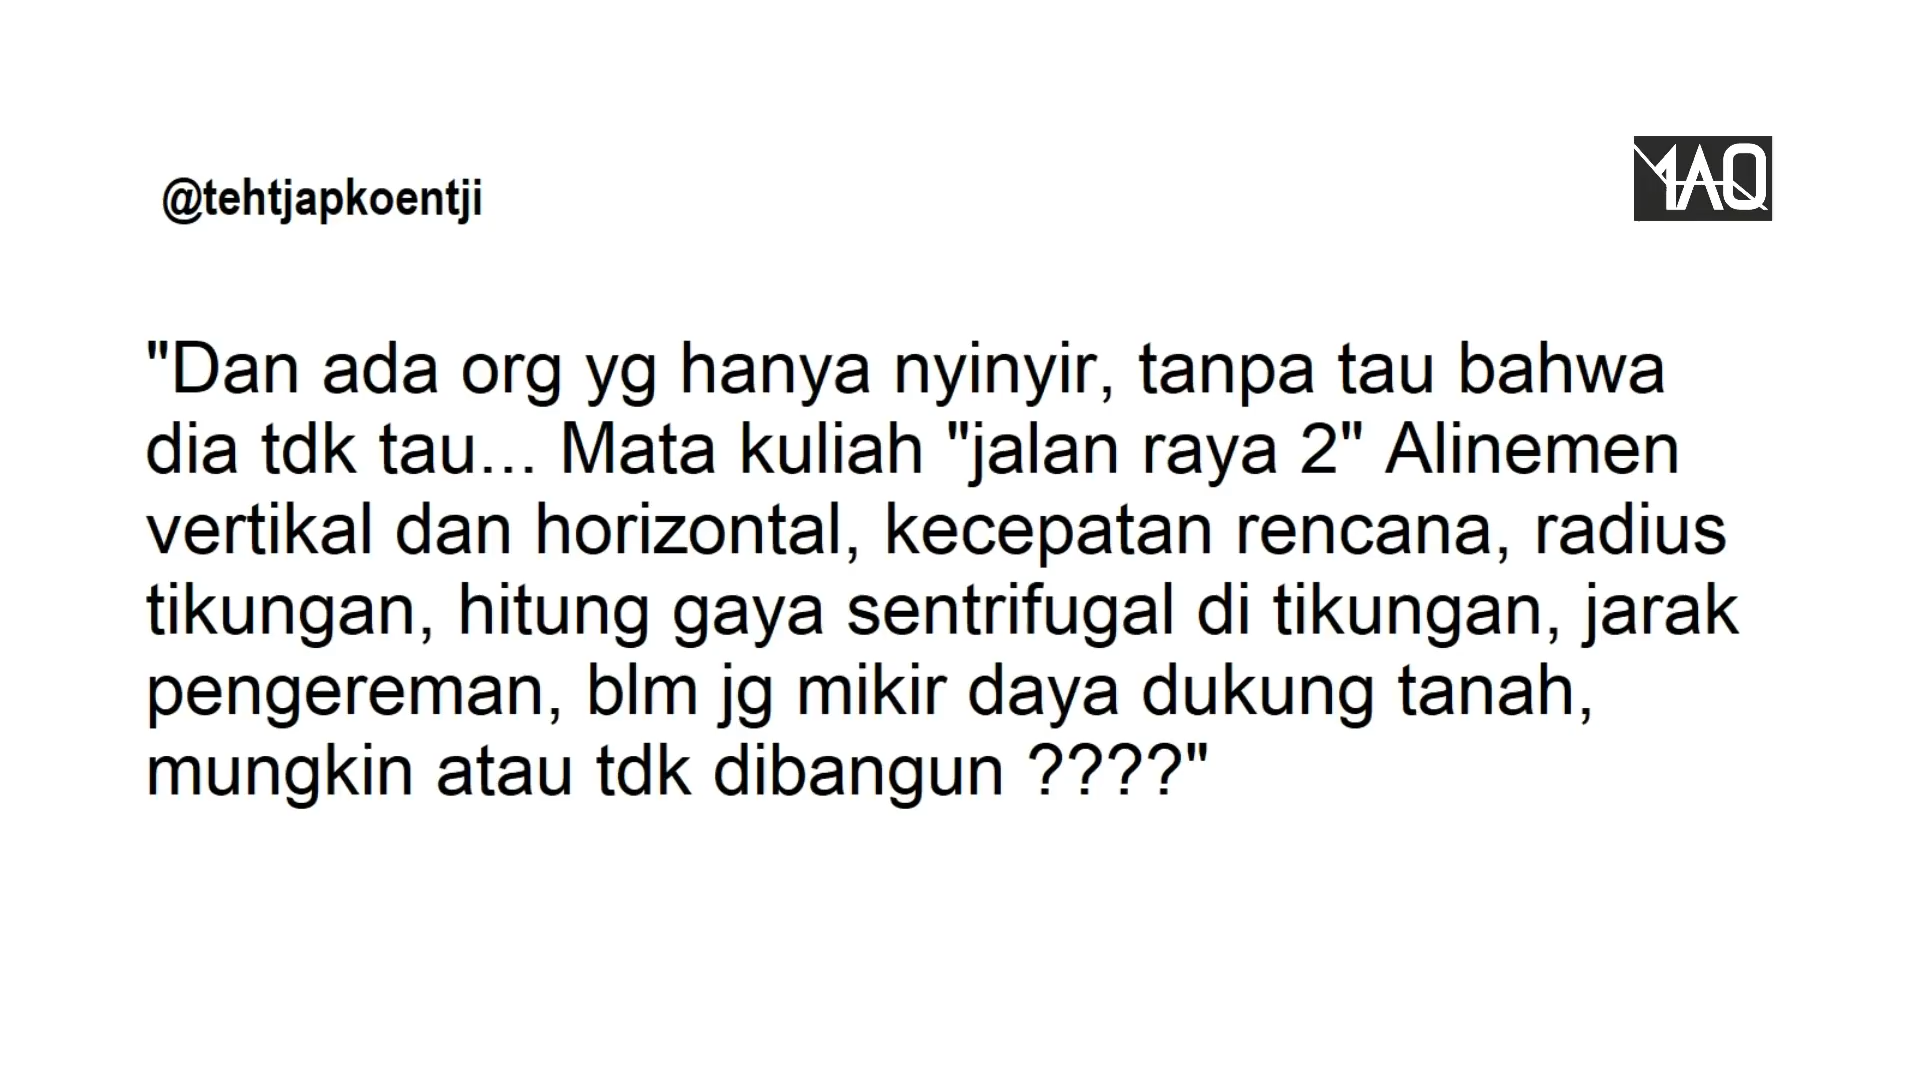 @tehtjapkoentji
MAQ
"Dan ada org yg hanya nyinyir, tanpa tau bahwa
dia tdk tau... Mata kuliah "jalan raya 2" Alinemen
vertikal dan horizontal, kecepatan rencana, radius
tikungan, hitung gaya sentrifugal di tikungan, jarak
pengereman, blm jg mikir daya dukung tanah,
mungkin atau tdk dibangun ????"